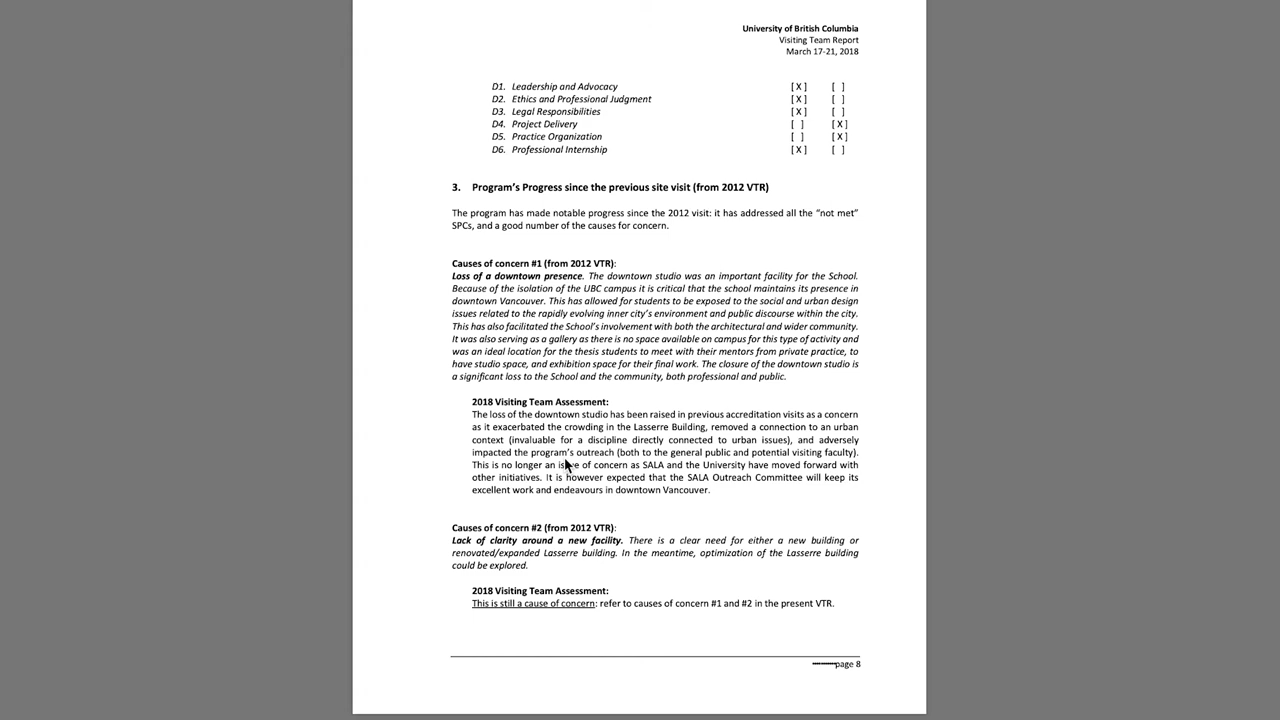 University of British Columbia
Visiting Team Report
March 17-21, 2018
D1. Leadership and Advocacy [X] [ ]
D2. Ethics and Professional Judgment [X] [ ]
D3. Legal Responsibilities [X] [ ]
D4. Project Delivery [ ] [X]
D5. Practice Organization [ ] [X]
D6. Professional Internship [X] [ ]
3. Program's Progress since the previous site visit (from 2012 VTR)
The program has made notable progress since the 2012 visit: it has addressed all the “not met”
SPCs, and a good number of the causes for concern.
Causes of concern #1 (from 2012 VTR):
Loss of a downtown presence. The downtown studio was an important facility for the School.
Because of the isolation of the UBC campus it is critical that the school maintains its presence in
downtown Vancouver. This has allowed for students to be exposed to the social and urban design
issues related to the rapidly evolving inner city's environment and public discourse within the city.
This has also facilitated the School's involvement with both the architectural and wider community.
It was also serving as a gallery as there is no space available on campus for this type of activity and
was an ideal location for the thesis students to meet with their mentors from private practice, to
have studio space, and exhibition space for their final work. The closure of the downtown studio is
a significant loss to the School and the community, both professional and public.
2018 Visiting Team Assessment:
The loss of the downtown studio has been raised in previous accreditation visits as a concern
as it exacerbated the crowding in the Lasserre Building, removed a connection to an urban
context (invaluable for a discipline directly connected to urban issues), and adversely
impacted the program's outreach (both to the general public and potential visiting faculty).
This is no longer an issue of concern as SALA and the University have moved forward with
other initiatives. It is however expected that the SALA Outreach Committee will keep its
excellent work and endeavours in downtown Vancouver.
Causes of concern #2 (from 2012 VTR):
Lack of clarity around a new facility. There is a clear need for either a new building or
renovated/expanded Lasserre building. In the meantime, optimization of the Lasserre building
could be explored.
2018 Visiting Team Assessment:
This is still a cause of concern: refer to causes of concern #1 and #2 in the present VTR.
page 8